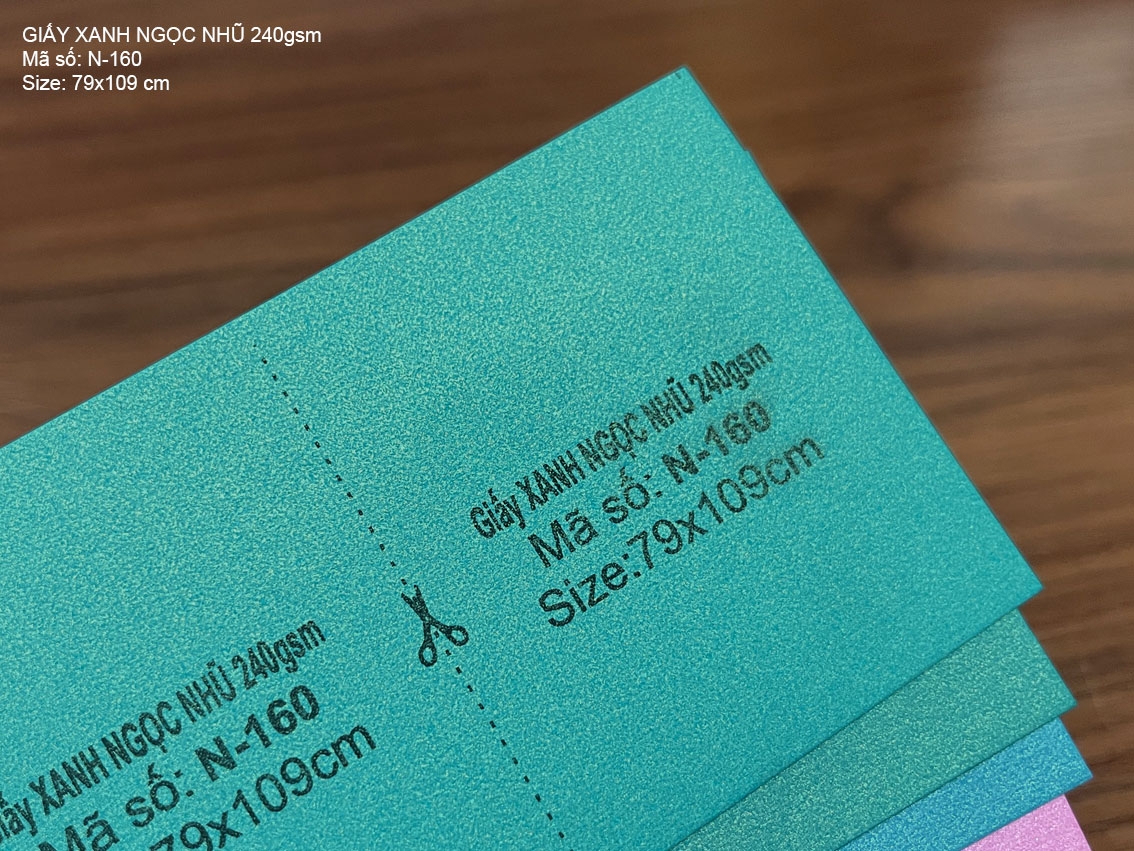 GIẤY XANH NGỌC NHŨ 240gsm
Mã số: N-160
Size: 79x109 cm
Giấy XANH NGỌC NHŨ 240gsm
Mã số: N-160
Size:79x109cm
XANH NGỌC NHŨ 240gsm
Mã số: N-160
79x109cm